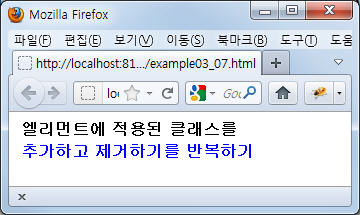 Mozilla Firefox
파일(F) 편집(E) 보기(V) 이동(S) 북마크(B) 도구(T) 도움
http://localhost:81.../example03_07.html
엘리먼트에 적용된 클래스를
추가하고 제거하기를 반복하기